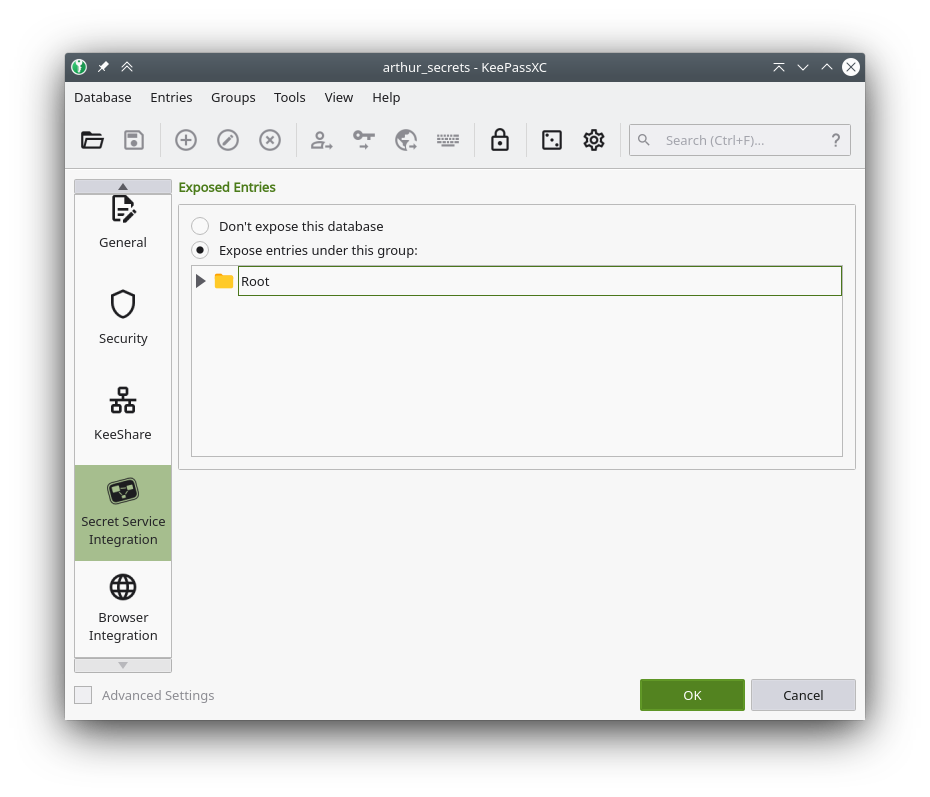 arthur_secrets - KeePassXC
Database Entries Groups Tools View Help
Search (Ctrl+F)... ?
General
Security
KeeShare
Secret Service
Integration
Browser
Integration
Exposed Entries
Don't expose this database
Expose entries under this group:
Root
Advanced Settings
OK
Cancel